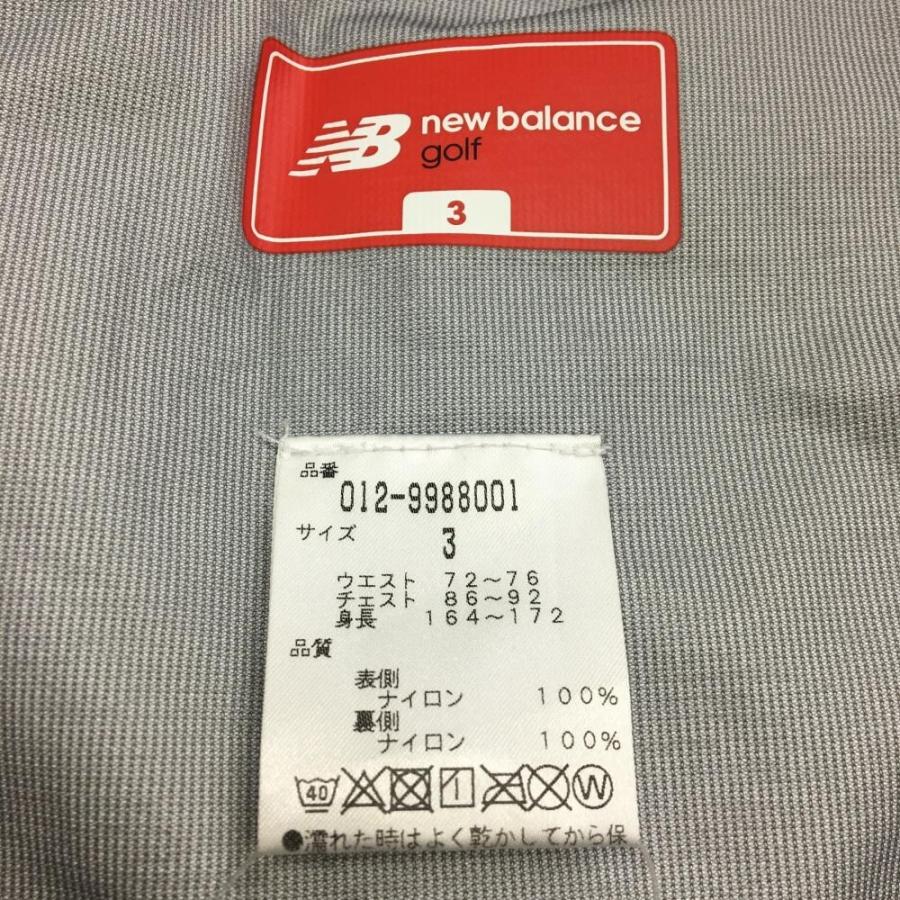 NB new balance
golf
3
品番
012-9988001
サイズ
3
ウエスト 72～76
チェスト 86～92
身長 164～172
品質
表側
ナイロン 100%
裏側
ナイロン 100%
40 W
●濡れた時はよく乾かしてから保